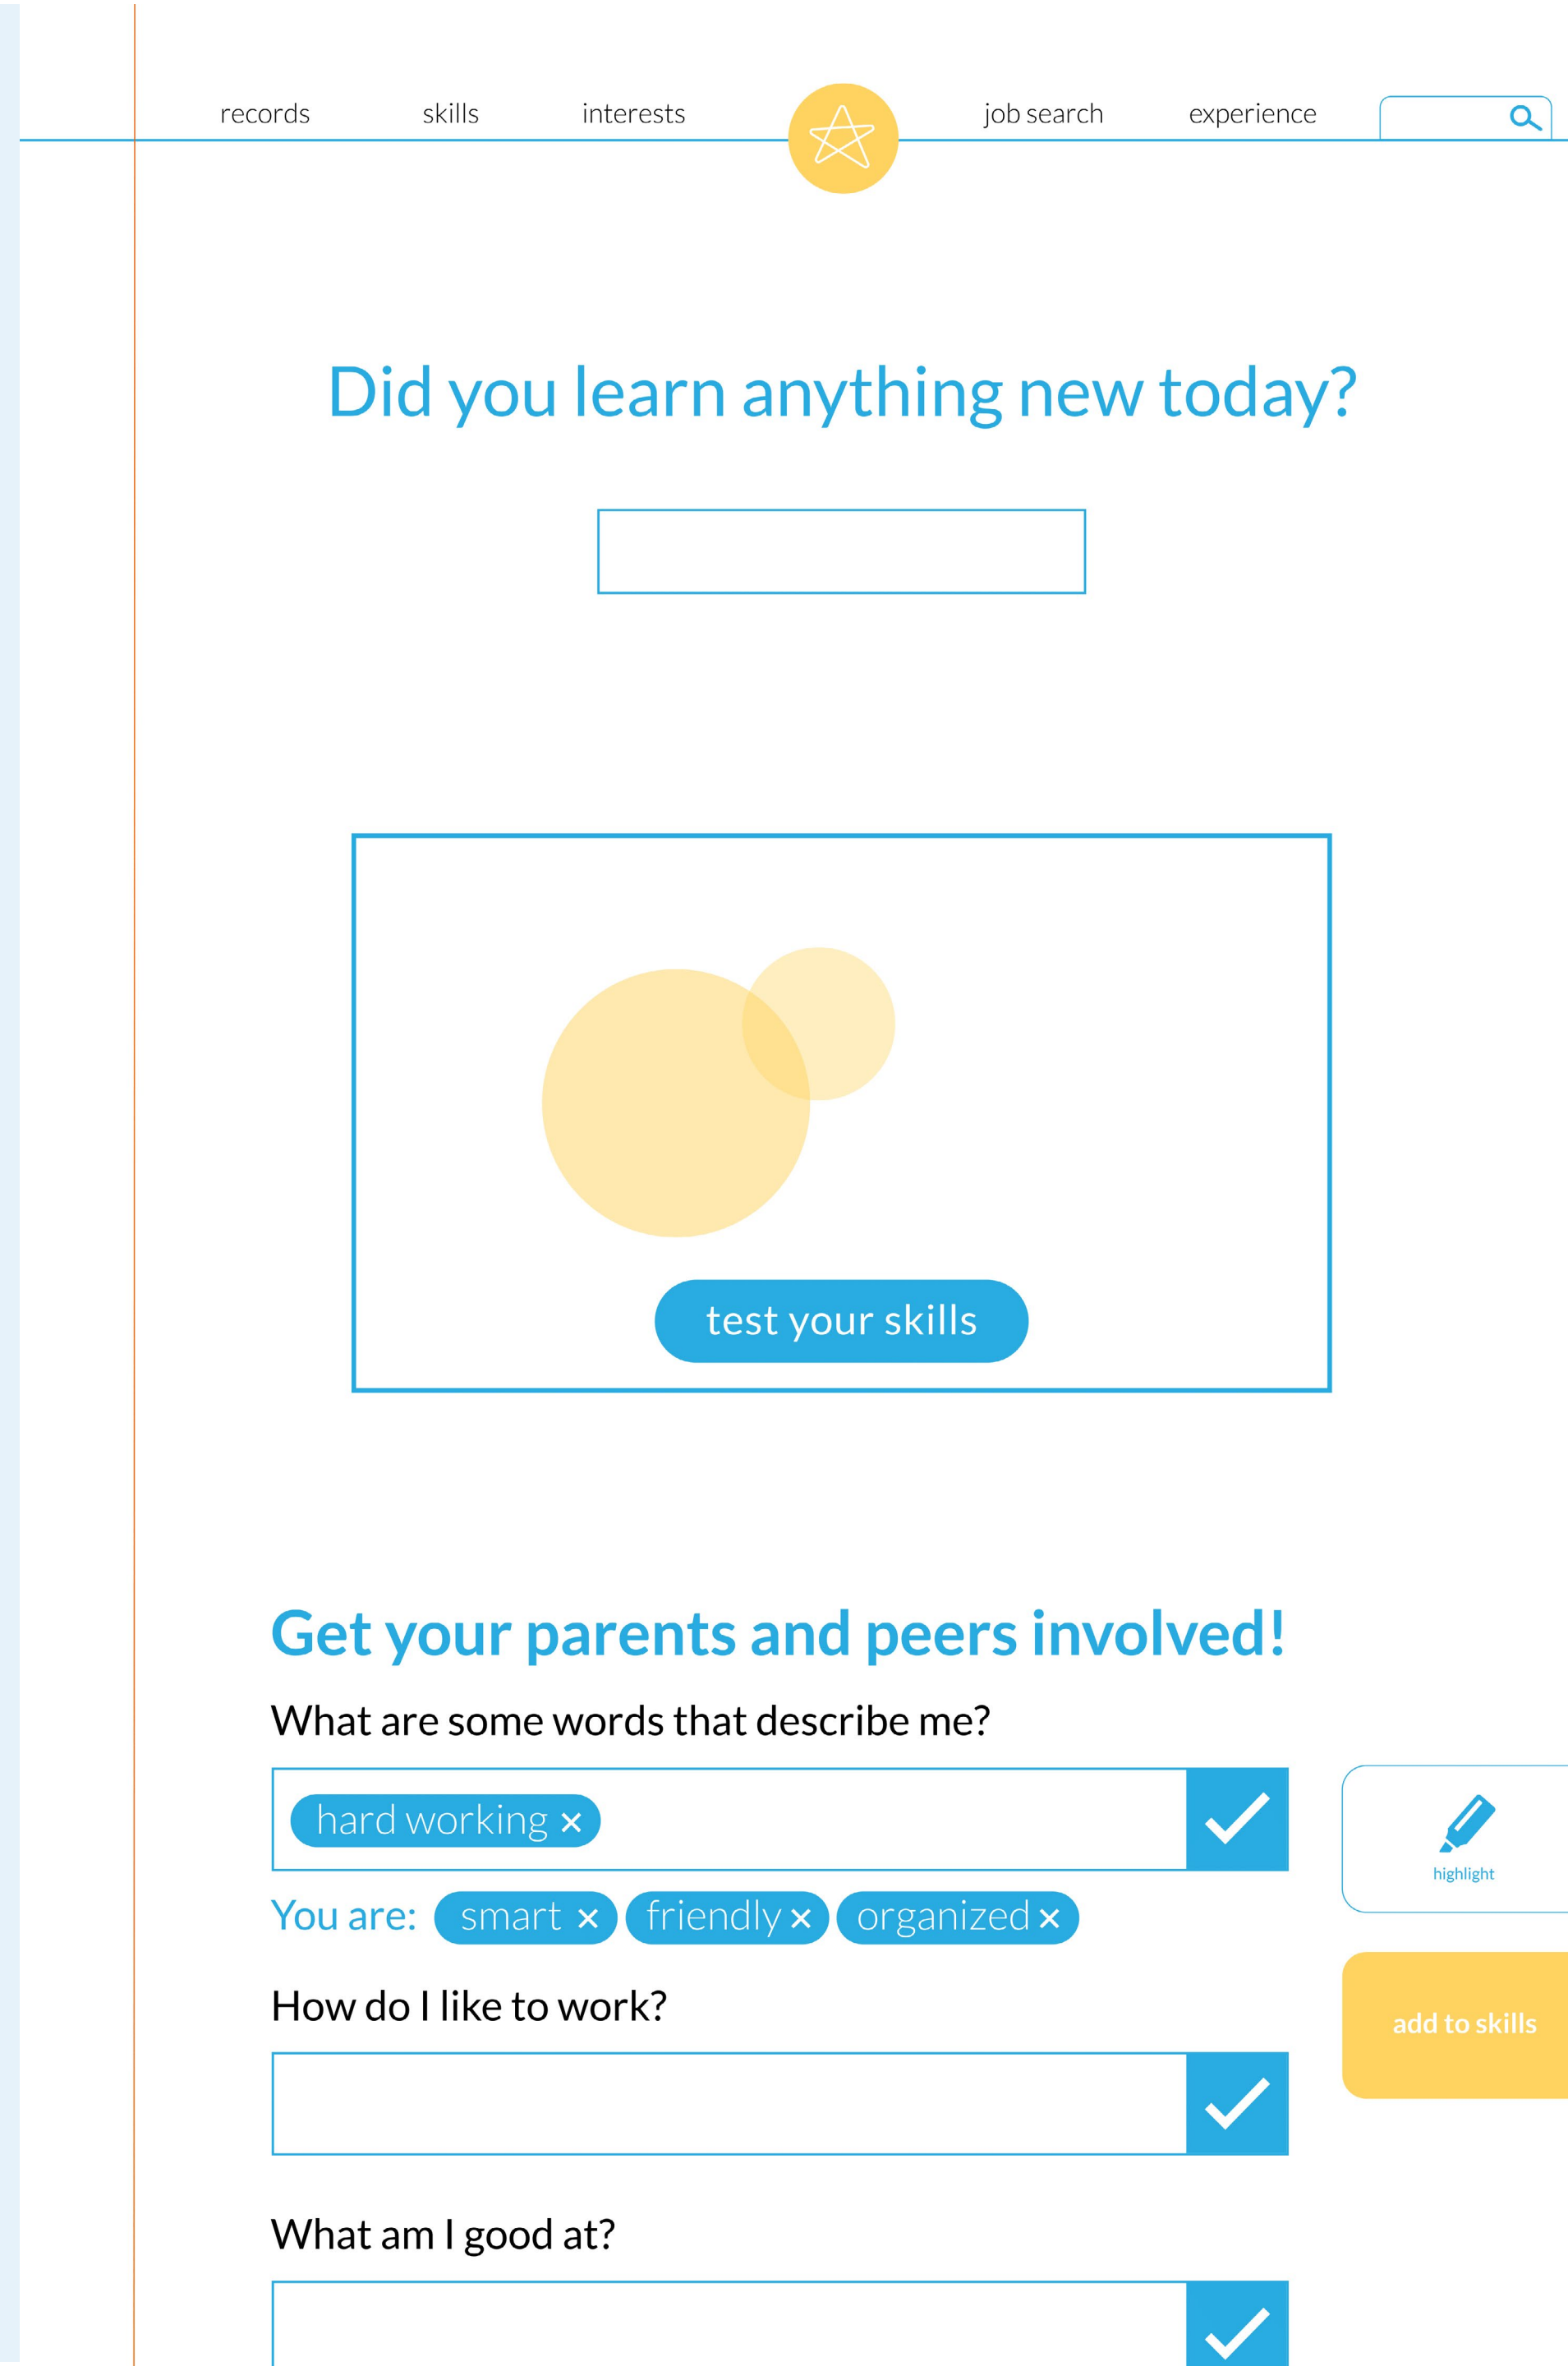 records skills interests job search experience
Did you learn anything new today?
test your skills
Get your parents and peers involved!
What are some words that describe me?
hard working ×
You are: smart × friendly × organized ×
highlight
How do I like to work?
add to skills
What am I good at?